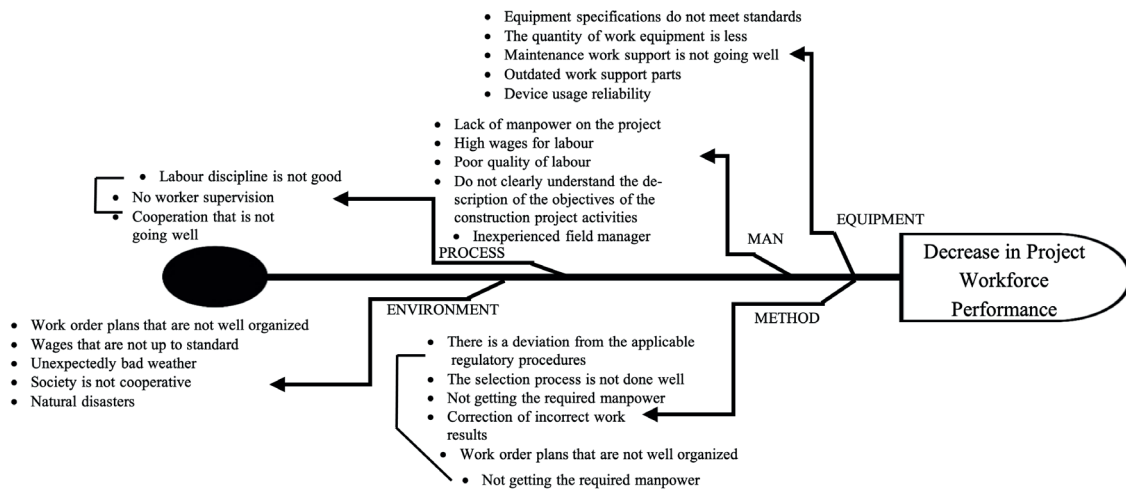 • Equipment specifications do not meet standards
• The quantity of work equipment is less
• Maintenance work support is not going well
• Outdated work support parts
• Device usage reliability
• Lack of manpower on the project
• High wages for labour
• Poor quality of labour
• Do not clearly understand the de-
scription of the objectives of the
construction project activities
• Inexperienced field manager
• Labour discipline is not good
• No worker supervision
• Cooperation that is not
going well
PROCESS
MAN
EQUIPMENT
Decrease in Project
Workforce
Performance
ENVIRONMENT
METHOD
• Work order plans that are not well organized
• Wages that are not up to standard
• Unexpectedly bad weather
• Society is not cooperative
• Natural disasters
• There is a deviation from the applicable
regulatory procedures
• The selection process is not done well
• Not getting the required manpower
• Correction of incorrect work
results
• Work order plans that are not well organized
• Not getting the required manpower